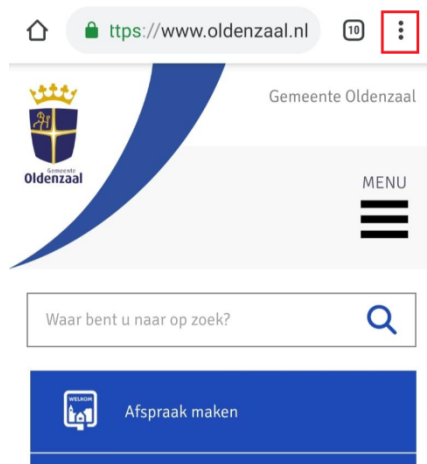 ttps://www.oldenzaal.nl
10
Gemeente Oldenzaal
Gemeente
Oldenzaal
MENU
Waar bent u naar op zoek?
WELKOM
Afspraak maken